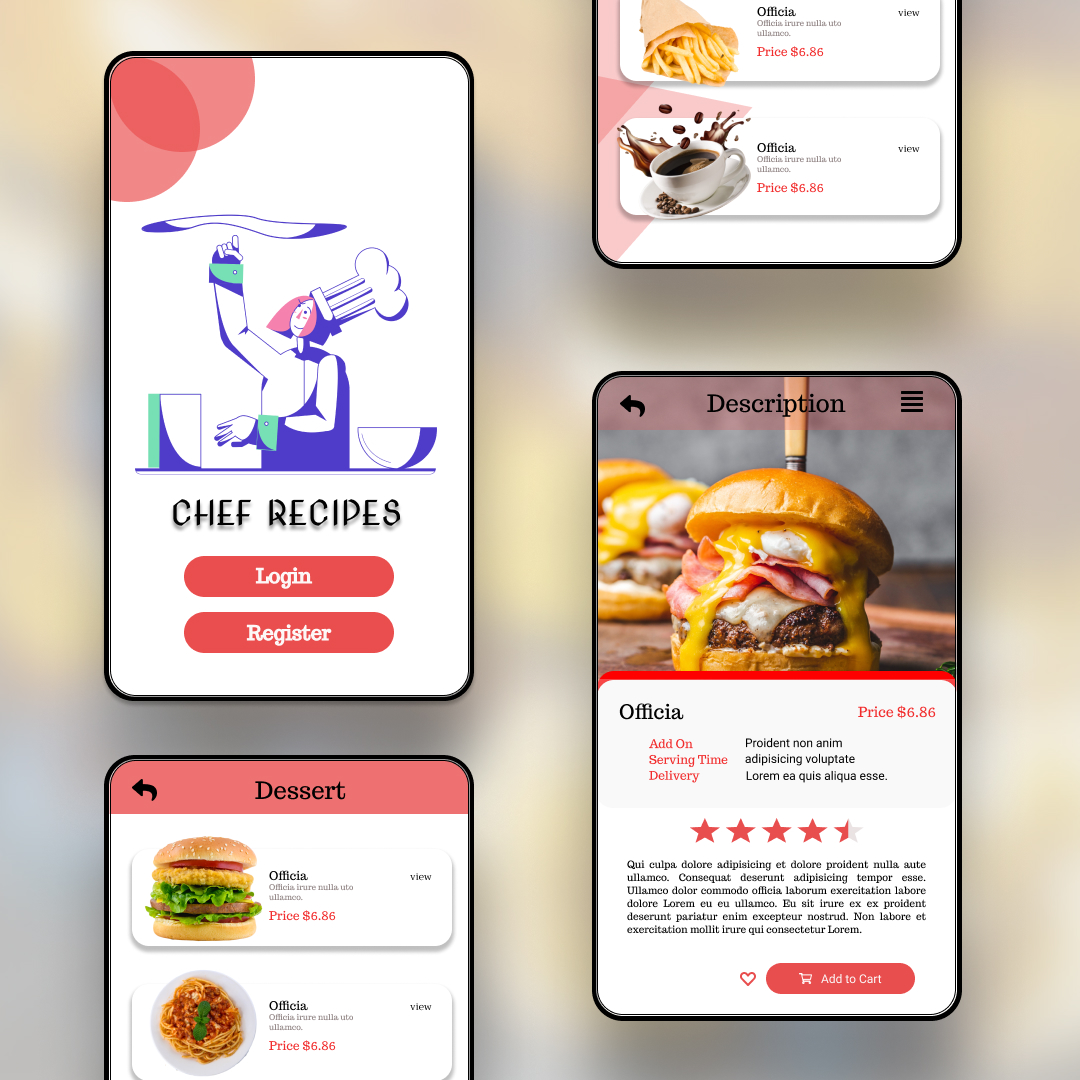 CHEF RECIPES
Login
Register
Dessert
Officia
view
Officia irure nulla uto
ullamco.
Price $6.86
Officia
view
Officia irure nulla uto
ullamco.
Price $6.86
Officia
view
Officia irure nulla uto
ullamco.
Price $6.86
Officia
view
Officia irure nulla uto
ullamco.
Price $6.86
Description
Officia
Price $6.86
Add On
Proident non anim
Serving Time
adipisicing voluptate
Delivery
Lorem ea quis aliqua esse.
Qui culpa dolore adipisicing et dolore proident nulla aute
ullamco. Consequat deserunt adipisicing tempor esse.
Ullamco dolor commodo officia laborum exercitation labore
dolore Lorem eu eu ullamco. Eu sit irure ex ex proident
deserunt pariatur enim excepteur nostrud. Non labore et
exercitation mollit irure qui consectetur Lorem.
Add to Cart